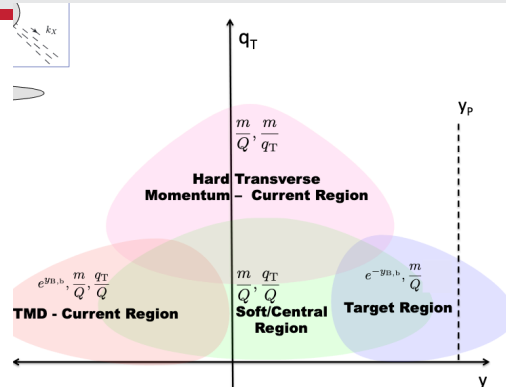 k_X
q_T
y_P
m/Q, m/q_T
Hard Transverse
Momentum – Current Region
e^{y_{B,b}}, m/Q, q_T/Q
m/Q, q_T/Q
e^{-y_{B,b}}, m/Q
TMD - Current Region
Soft/Central
Region
Target Region
y